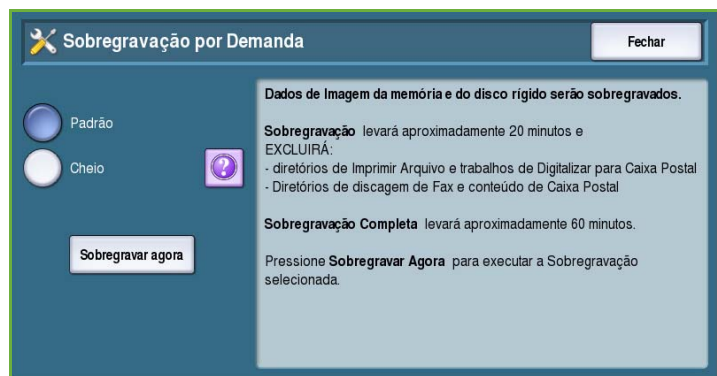 Sobregravação por Demanda
Fechar
Padrão
Cheio
?
Sobregravar agora
Dados de Imagem da memória e do disco rígido serão sobregravados.
Sobregravação levará aproximadamente 20 minutos e
EXCLUIRÁ:
- diretórios de Imprimir Arquivo e trabalhos de Digitalizar para Caixa Postal
- Diretórios de discagem de Fax e conteúdo de Caixa Postal
Sobregravação Completa levará aproximadamente 60 minutos.
Pressione Sobregravar Agora para executar a Sobregravação
selecionada.